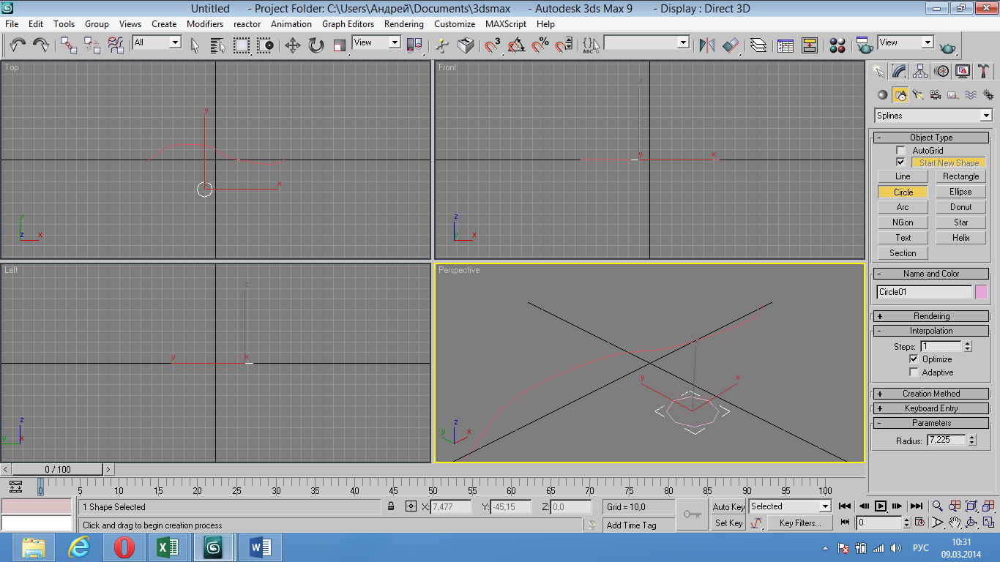 Untitled - Project Folder: C:\Users\Андрей\Documents\3dsmax - Autodesk 3ds Max 9 - Display : Direct 3D
File Edit Tools Group Views Create Modifiers reactor Animation Graph Editors Rendering Customize MAXScript Help
All View 3 % {} ABC View
Top
Front
y
x
y
z x
z
y x
z
y x
Left
Perspective
z
y x
z
y x
y x
z
y x
Splines
- Object Type
AutoGrid
Start New Shape
Line Rectangle
Circle Ellipse
Arc Donut
NGon Star
Text Helix
Section
- Name and Color
Circle01
+ Rendering
- Interpolation
Steps: 1
Optimize
Adaptive
+ Creation Method
+ Keyboard Entry
- Parameters
Radius: 7,225
< 0 / 100 >
0 5 10 15 20 25 30 35 40 45 50 55 60 65 70 75 80 85 90 95 100
1 Shape Selected X: 7,477 Y: -45,15 Z: 0,0 Grid = 10,0 Auto Key Selected
Click and drag to begin creation process Add Time Tag Set Key Key Filters... 0
РУС
10:31
09.03.2014